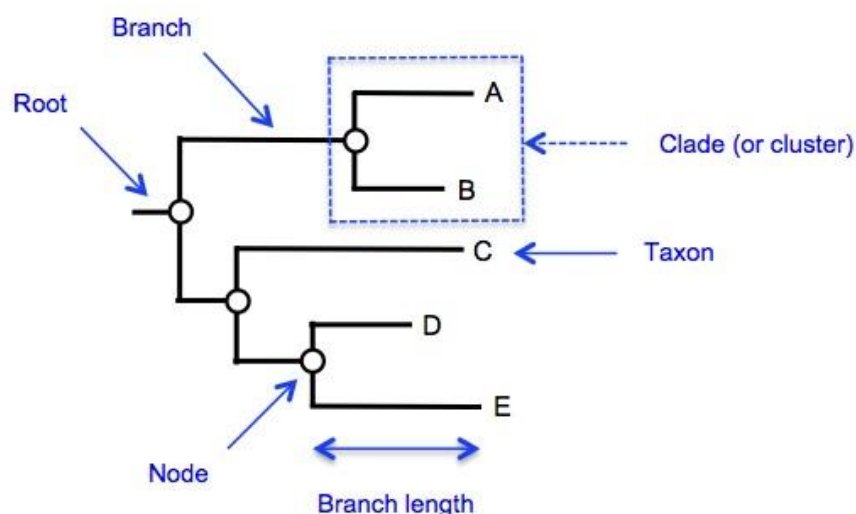 Branch
Root
A
Clade (or cluster)
B
C
Taxon
D
E
Node
Branch length